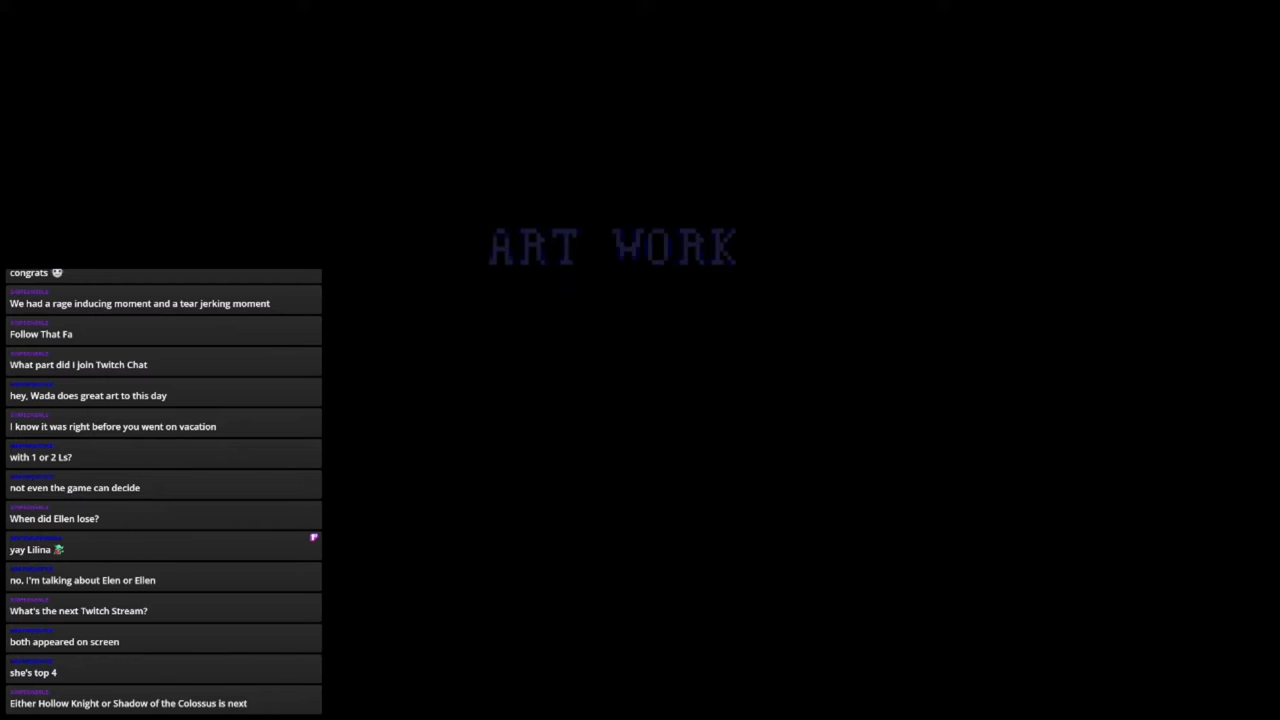 ART WORK
congrats
We had a rage inducing moment and a tear jerking moment
Follow That Fa
What part did I join Twitch Chat
hey, Wada does great art to this day
I know it was right before you went on vacation
with 1 or 2 Ls?
not even the game can decide
When did Ellen lose?
yay Lilina
no. I'm talking about Elen or Ellen
What's the next Twitch Stream?
both appeared on screen
she's top 4
Either Hollow Knight or Shadow of the Colossus is next